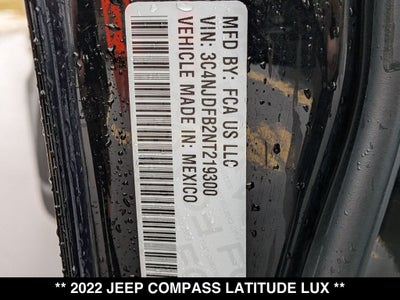 MFD BY: FCA US LLC
VIN: 3C4NJDFB2NT219300
VEHICLE MADE IN: MEXICO
** 2022 JEEP COMPASS LATITUDE LUX **